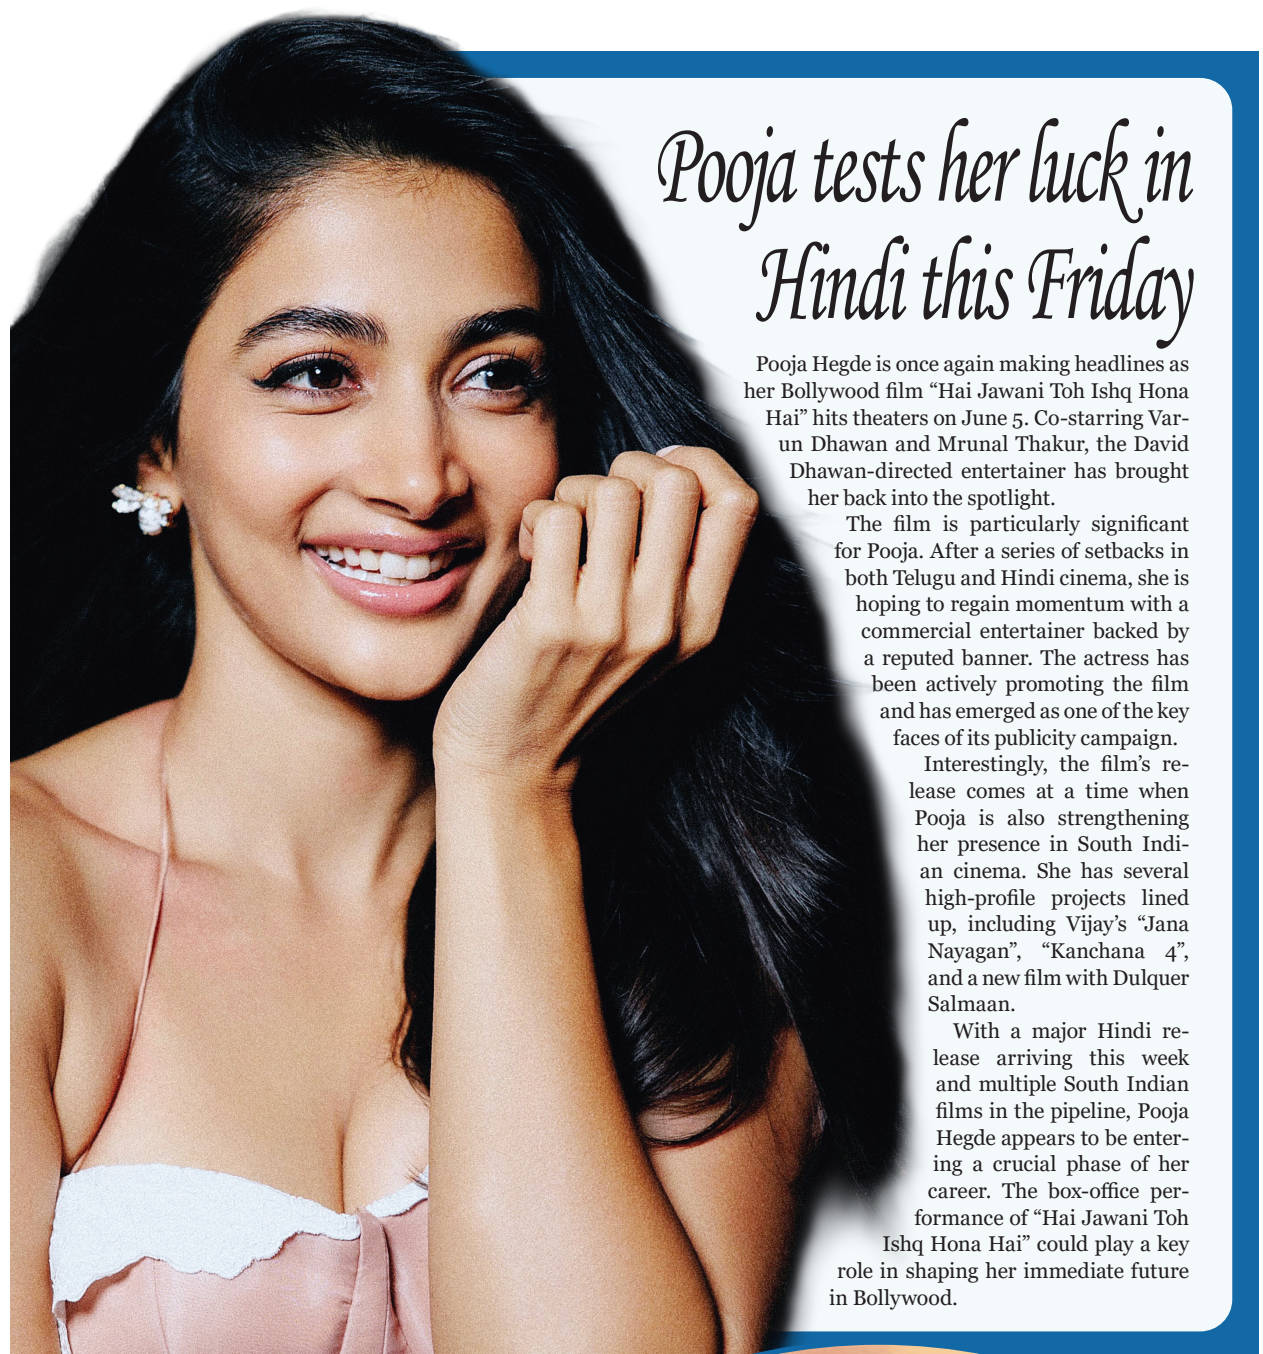 Pooja tests her luck in
Hindi this Friday
Pooja Hegde is once again making headlines as
her Bollywood film “Hai Jawani Toh Ishq Hona
Hai” hits theaters on June 5. Co-starring Var-
un Dhawan and Mrunal Thakur, the David
Dhawan-directed entertainer has brought
her back into the spotlight.
The film is particularly significant
for Pooja. After a series of setbacks in
both Telugu and Hindi cinema, she is
hoping to regain momentum with a
commercial entertainer backed by
a reputed banner. The actress has
been actively promoting the film
and has emerged as one of the key
faces of its publicity campaign.
Interestingly, the film’s re-
lease comes at a time when
Pooja is also strengthening
her presence in South Indi-
an cinema. She has several
high-profile projects lined
up, including Vijay’s “Jana
Nayagan”, “Kanchana 4”,
and a new film with Dulquer
Salmaan.
With a major Hindi re-
lease arriving this week
and multiple South Indian
films in the pipeline, Pooja
Hegde appears to be enter-
ing a crucial phase of her
career. The box-office per-
formance of “Hai Jawani Toh
Ishq Hona Hai” could play a key
role in shaping her immediate future
in Bollywood.